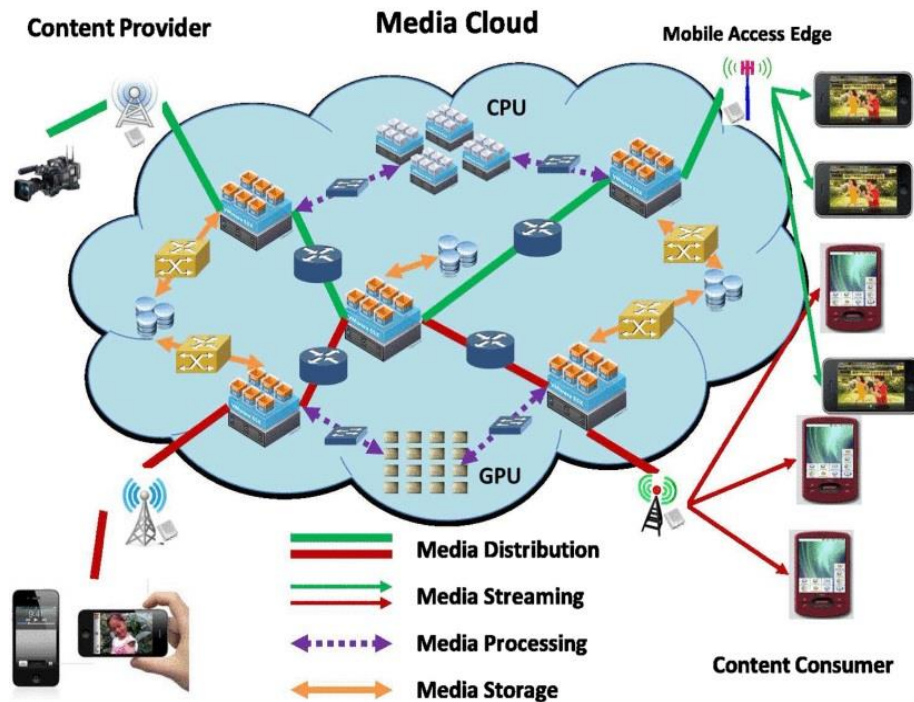 Content Provider
Media Cloud
Mobile Access Edge
CPU
GPU
Media Distribution
Media Streaming
Media Processing
Media Storage
Content Consumer